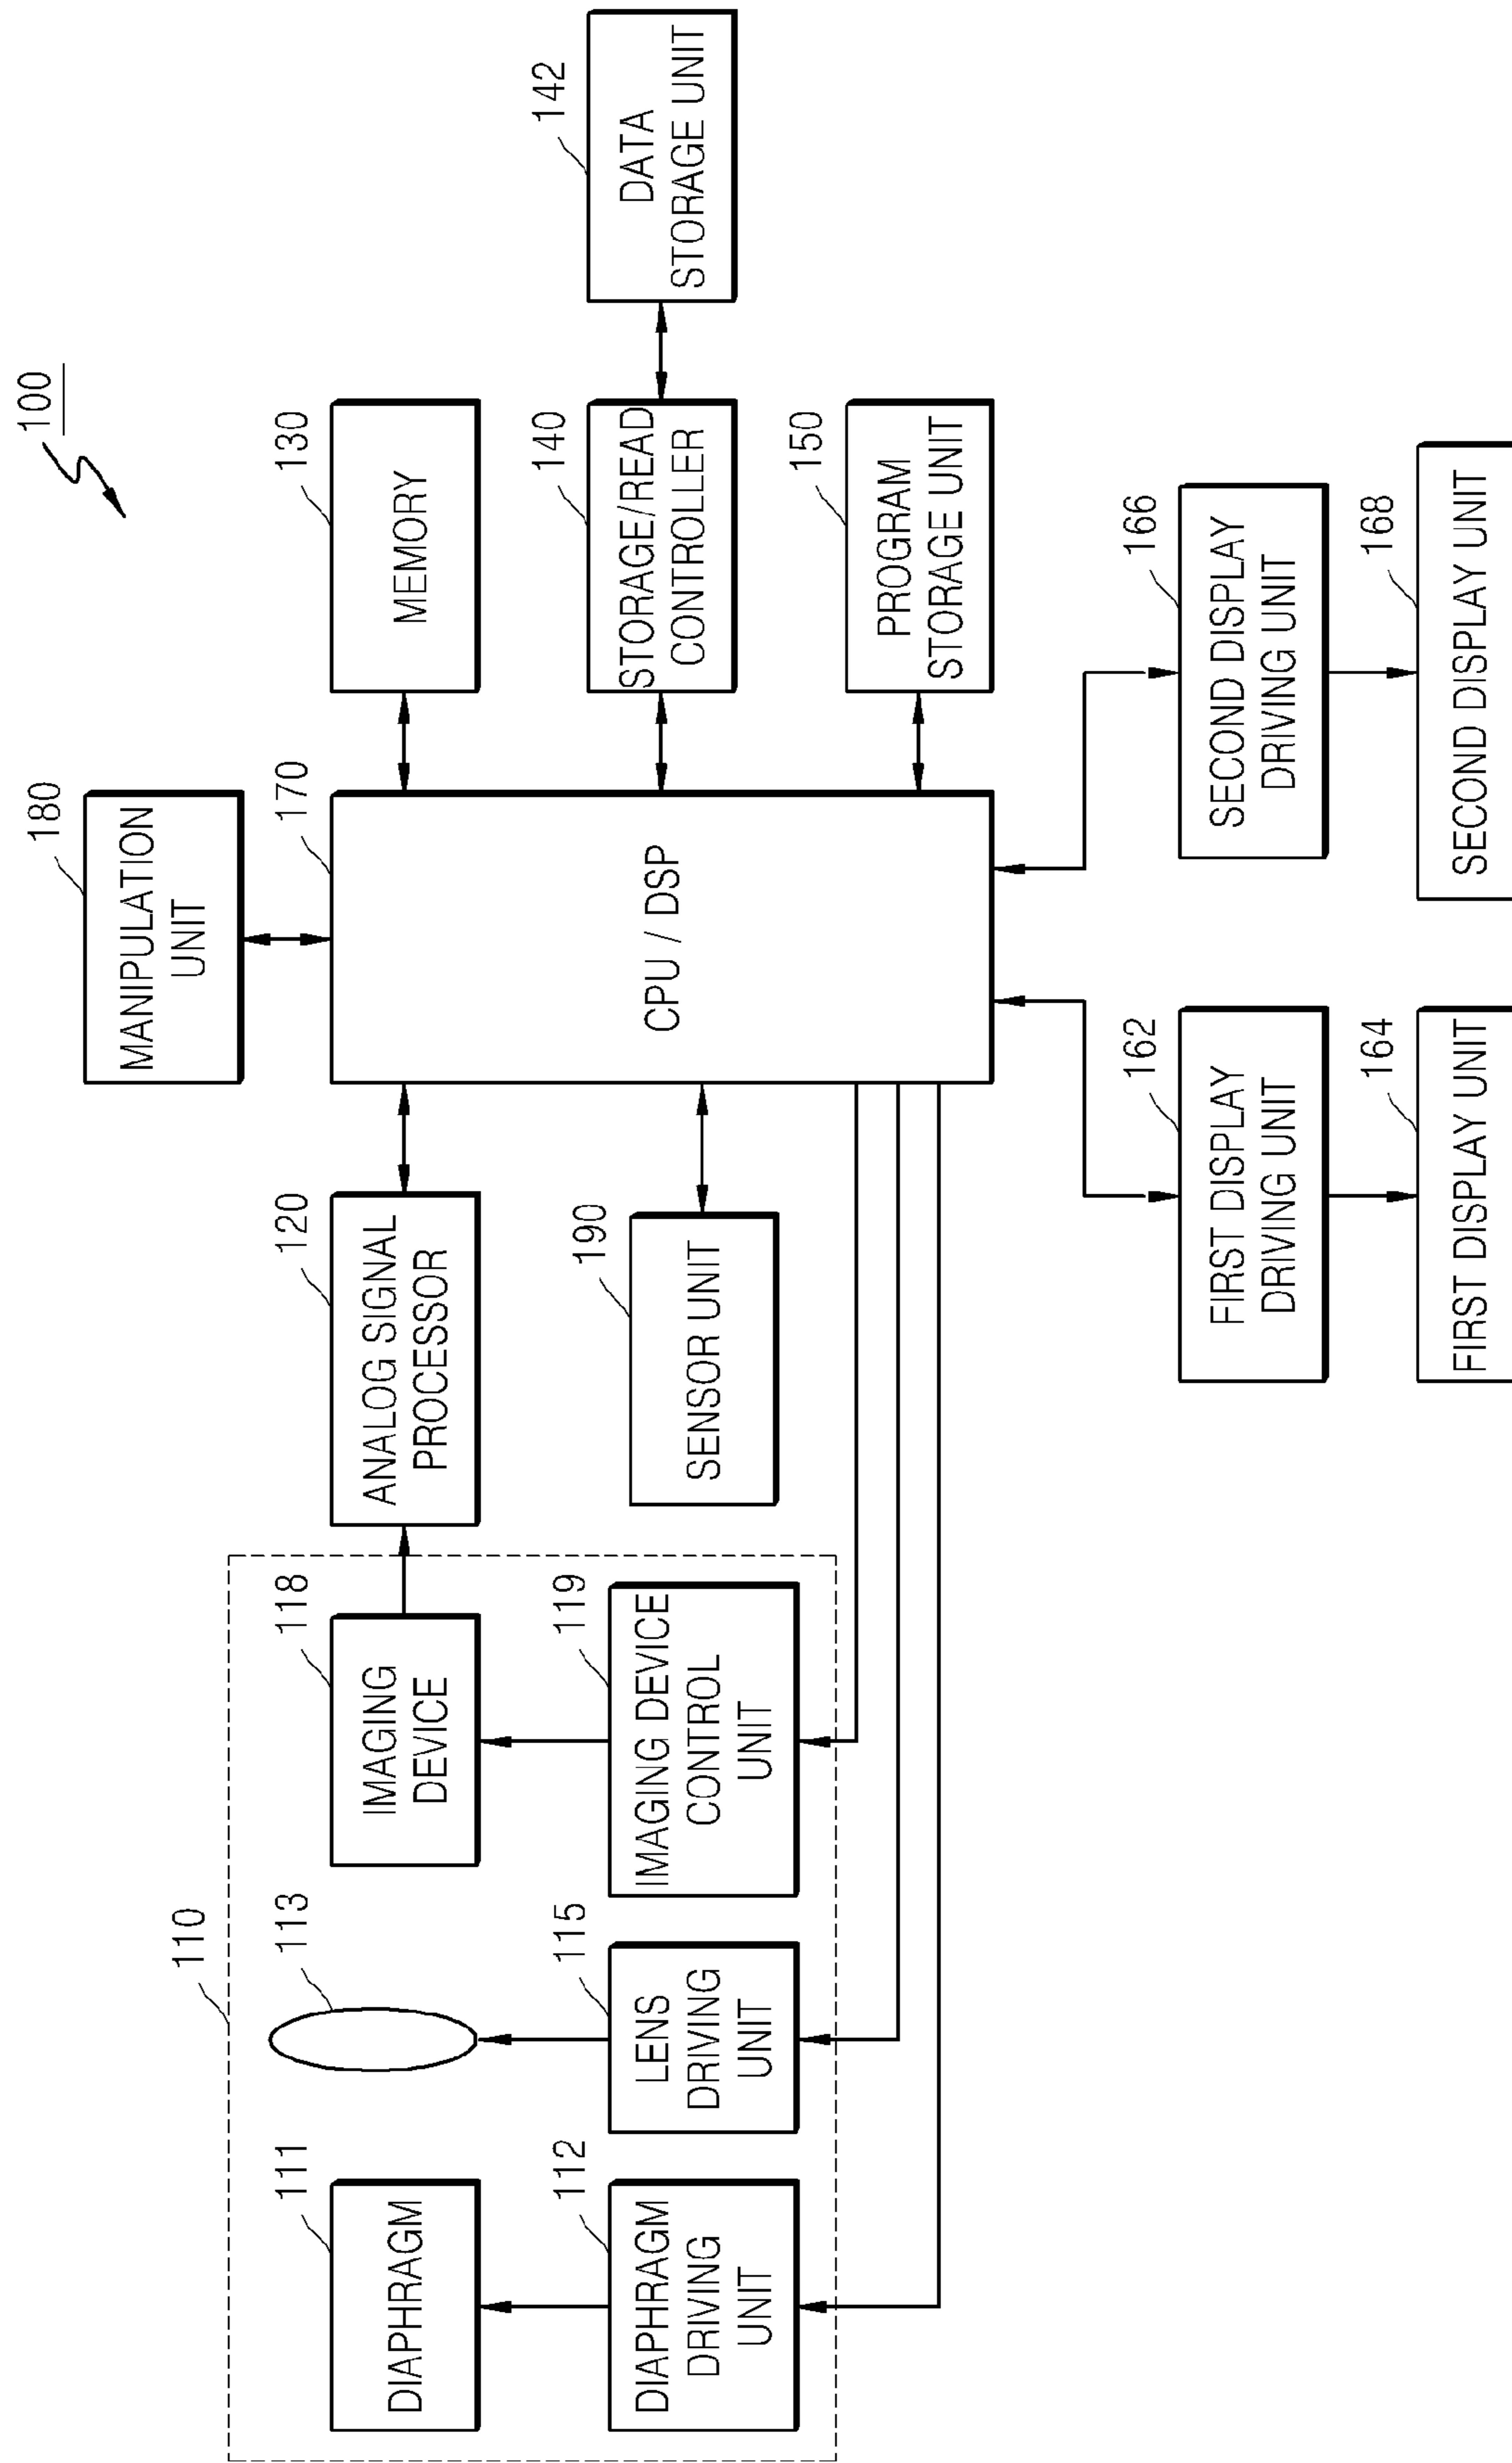 100
180
MANIPULATION
UNIT
110
111
DIAPHRAGM
113
118
IMAGING
DEVICE
120
ANALOG SIGNAL
PROCESSOR
170
CPU / DSP
130
MEMORY
112
DIAPHRAGM
DRIVING
UNIT
115
LENS
DRIVING
UNIT
119
IMAGING DEVICE
CONTROL
UNIT
190
SENSOR UNIT
140
STORAGE/READ
CONTROLLER
142
DATA
STORAGE UNIT
150
PROGRAM
STORAGE UNIT
162
FIRST DISPLAY
DRIVING UNIT
166
SECOND DISPLAY
DRIVING UNIT
164
FIRST DISPLAY UNIT
168
SECOND DISPLAY UNIT